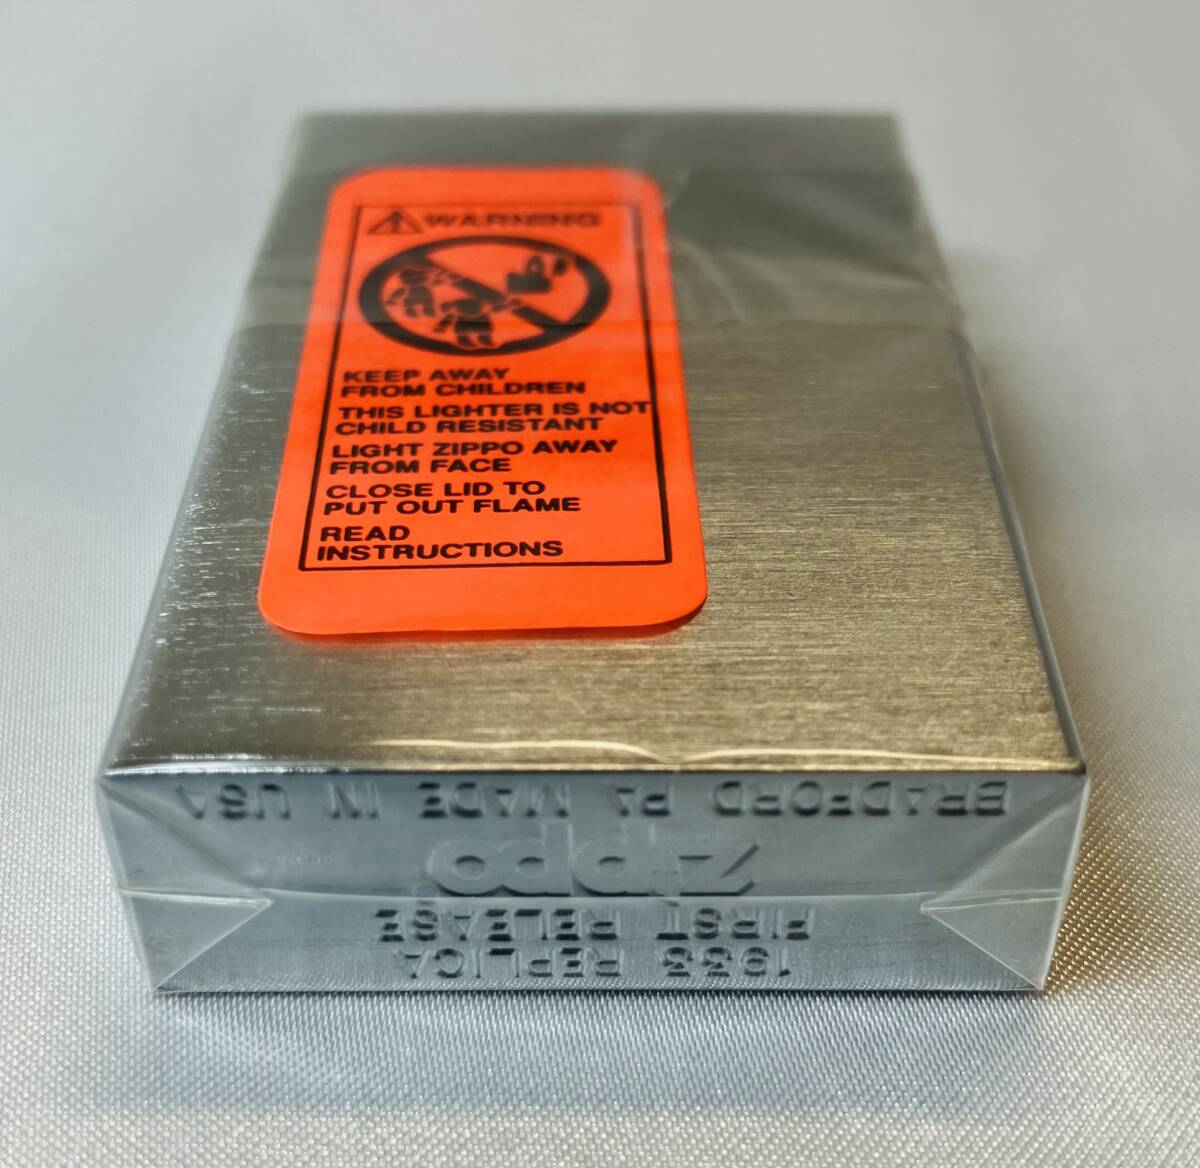 WARNING
KEEP AWAY
FROM CHILDREN
THIS LIGHTER IS NOT
CHILD RESISTANT
LIGHT ZIPPO AWAY
FROM FACE
CLOSE LID TO
PUT OUT FLAME
READ
INSTRUCTIONS
1933 REPLICA
FIRST RELEASE
Zippo
BRADFORD PA MADE IN USA